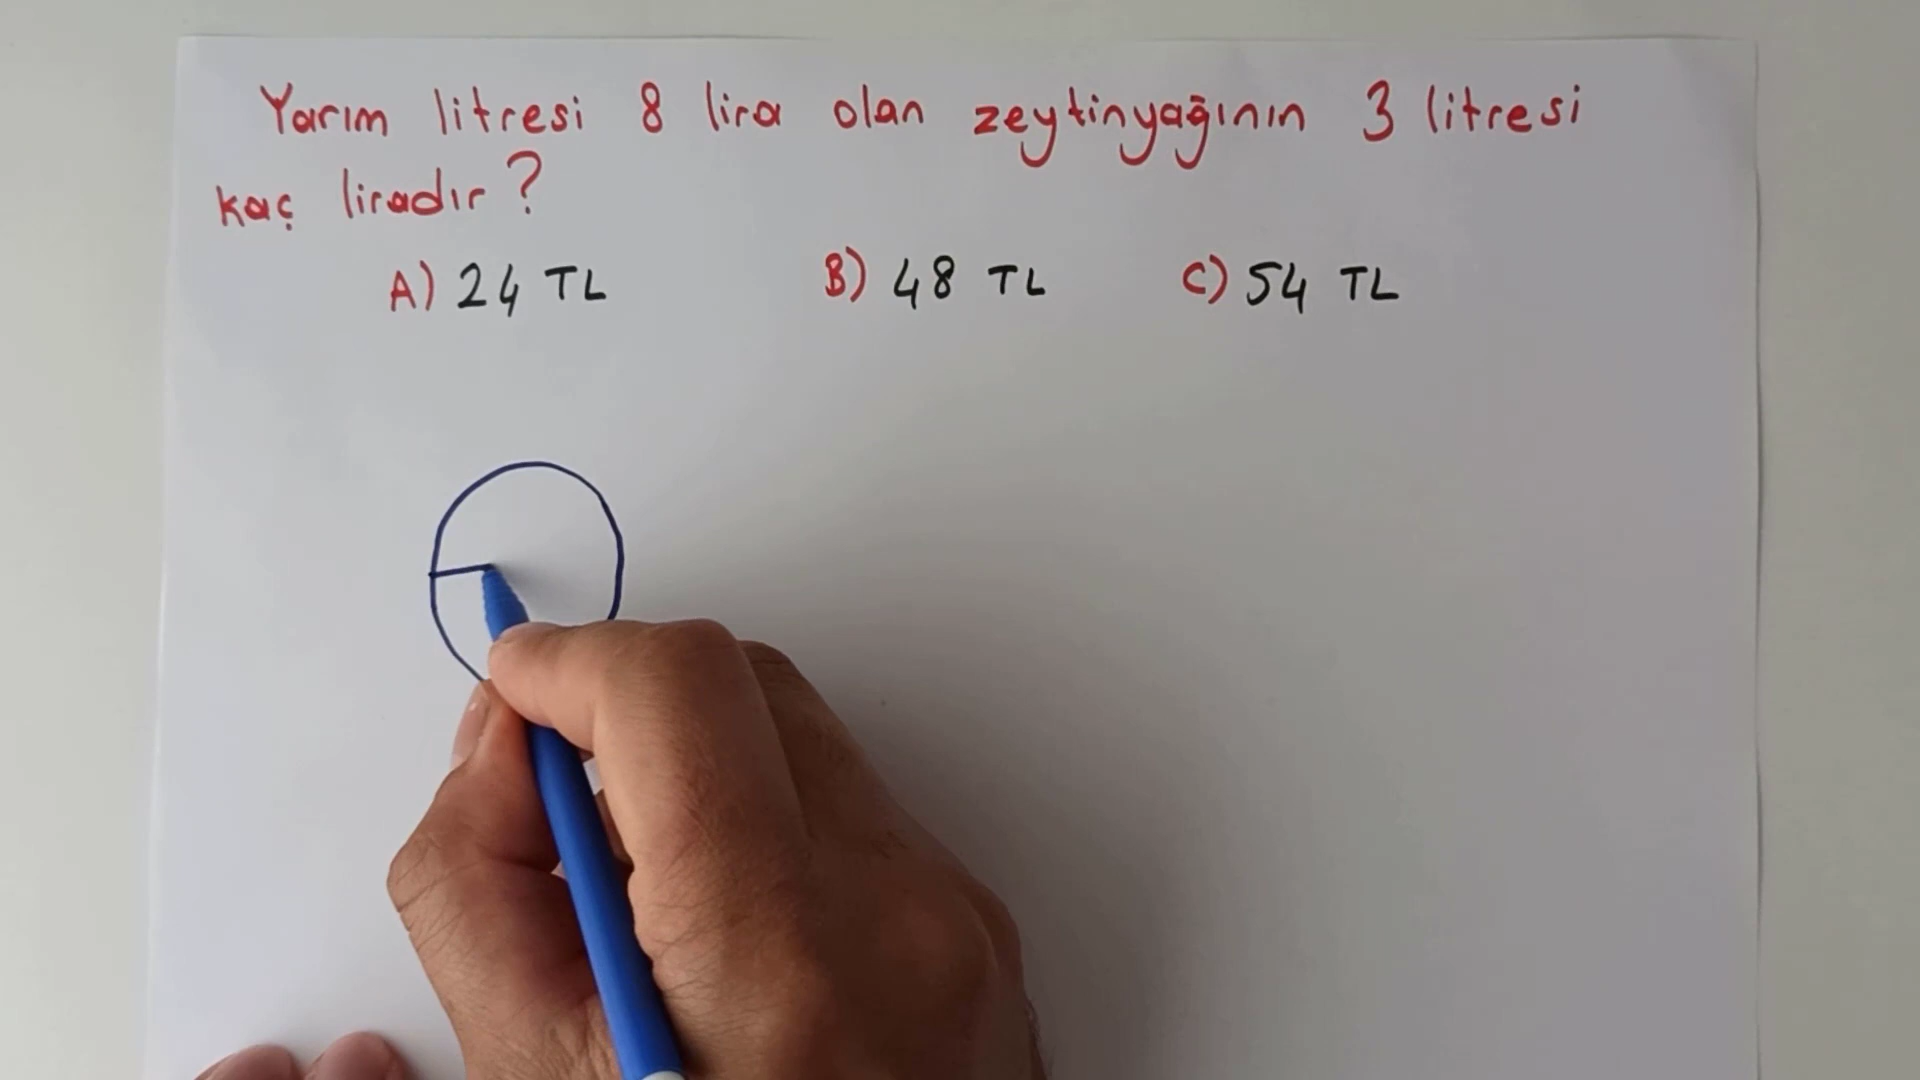 Yarım litresi 8 lira olan zeytinyağının 3 litresi
kaç liradır?
A) 24 TL B) 48 TL C) 54 TL